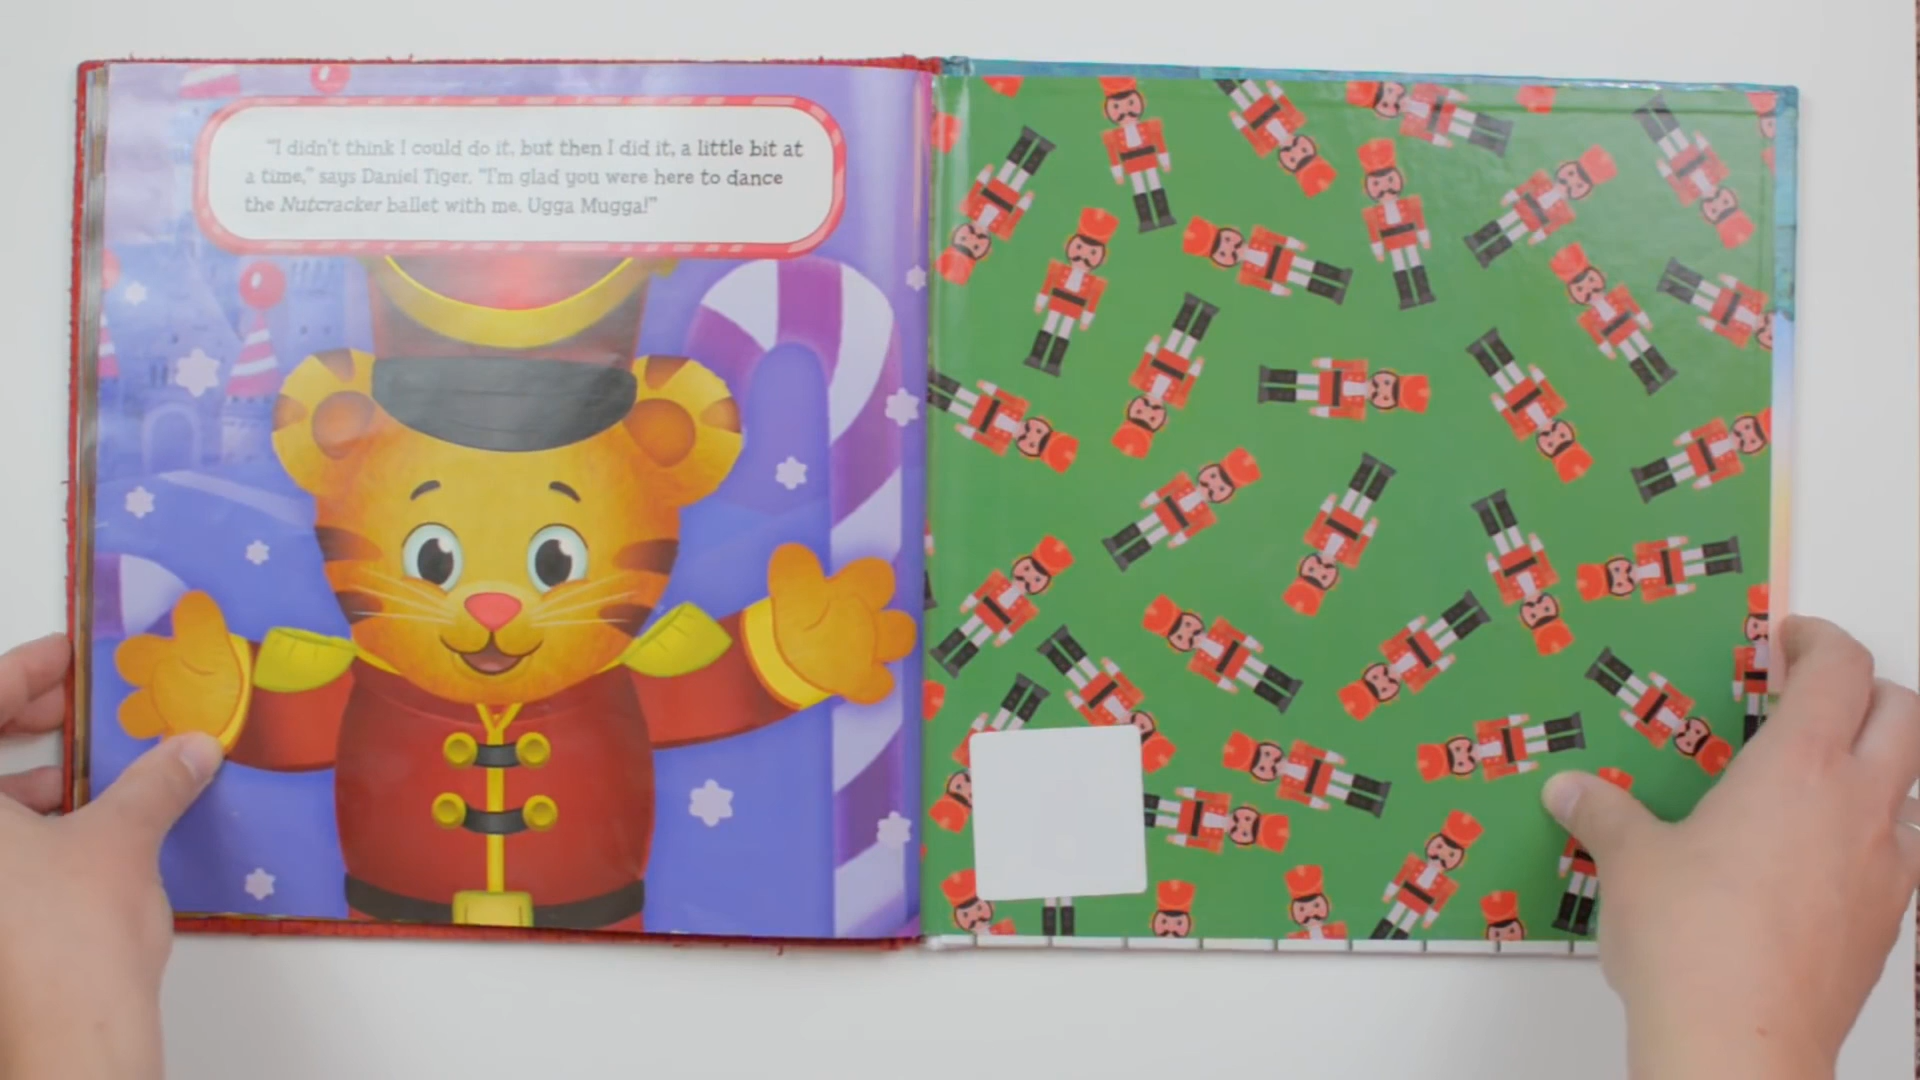 "I didn't think I could do it, but then I did it, a little bit at
a time," says Daniel Tiger. "I'm glad you were here to dance
the Nutcracker ballet with me. Ugga Mugga!"